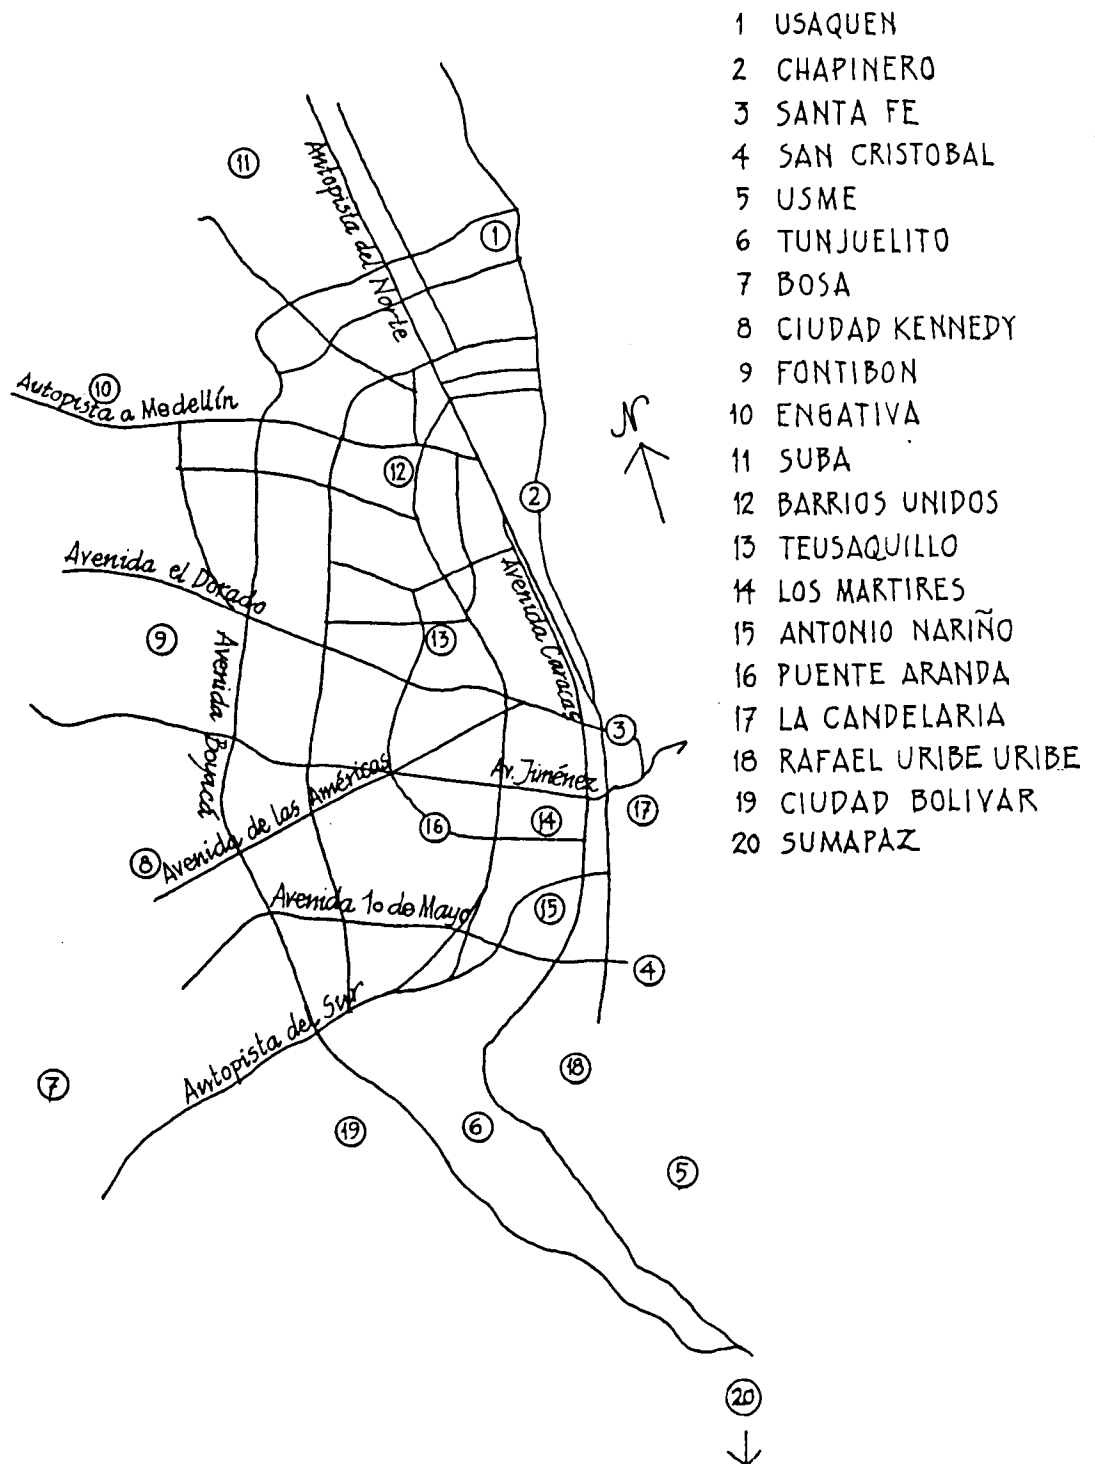 1 USAQUEN
2 CHAPINERO
3 SANTA FE
4 SAN CRISTOBAL
5 USME
6 TUNJUELITO
7 BOSA
8 CIUDAD KENNEDY
9 FONTIBON
10 ENGATIVA
11 SUBA
12 BARRIOS UNIDOS
13 TEUSAQUILLO
14 LOS MARTIRES
15 ANTONIO NARIÑO
16 PUENTE ARANDA
17 LA CANDELARIA
18 RAFAEL URIBE URIBE
19 CIUDAD BOLIVAR
20 SUMAPAZ
11
Autopista del Norte
1
10
Autopista a Medellín
N
12
2
Avenida el Dorado
Avenida Caracas
9
13
Avenida Boyacá
3
Av. Jiménez
Avenida de las Américas
17
14
16
8
Avenida 1o de Mayo
15
4
Autopista del Sur
7
18
19
6
5
20